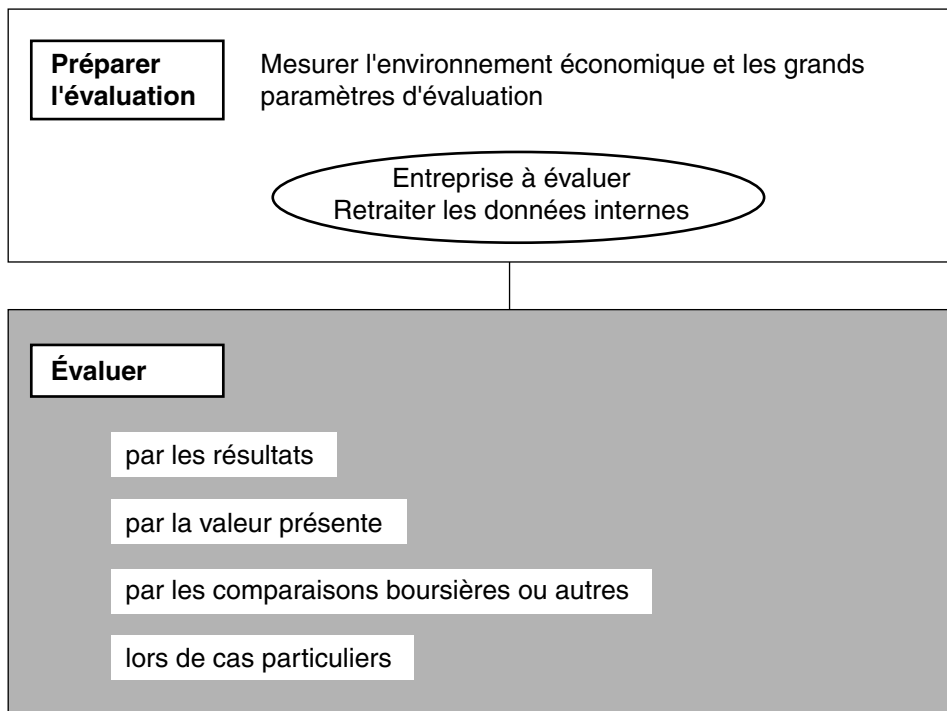 Préparer
l'évaluation
Mesurer l'environnement économique et les grands
paramètres d'évaluation
Entreprise à évaluer
Retraiter les données internes
Évaluer
par les résultats
par la valeur présente
par les comparaisons boursières ou autres
lors de cas particuliers